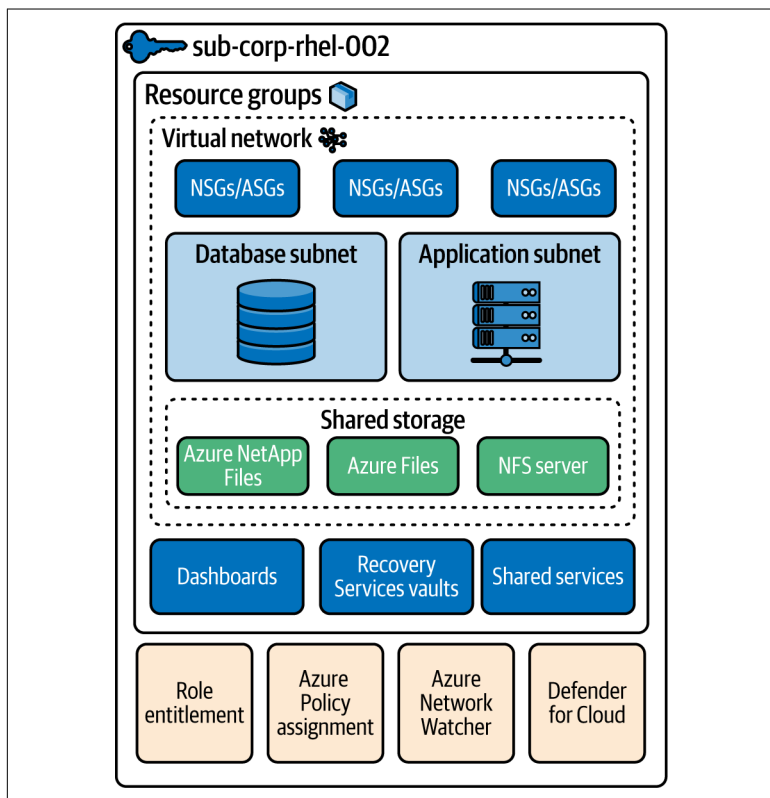 sub-corp-rhel-002
Resource groups
Virtual network
NSGs/ASGs
NSGs/ASGs
NSGs/ASGs
Database subnet
Application subnet
Shared storage
Azure NetApp
Files
Azure Files
NFS server
Dashboards
Recovery
Services vaults
Shared services
Role
entitlement
Azure
Policy
assignment
Azure
Network
Watcher
Defender
for Cloud